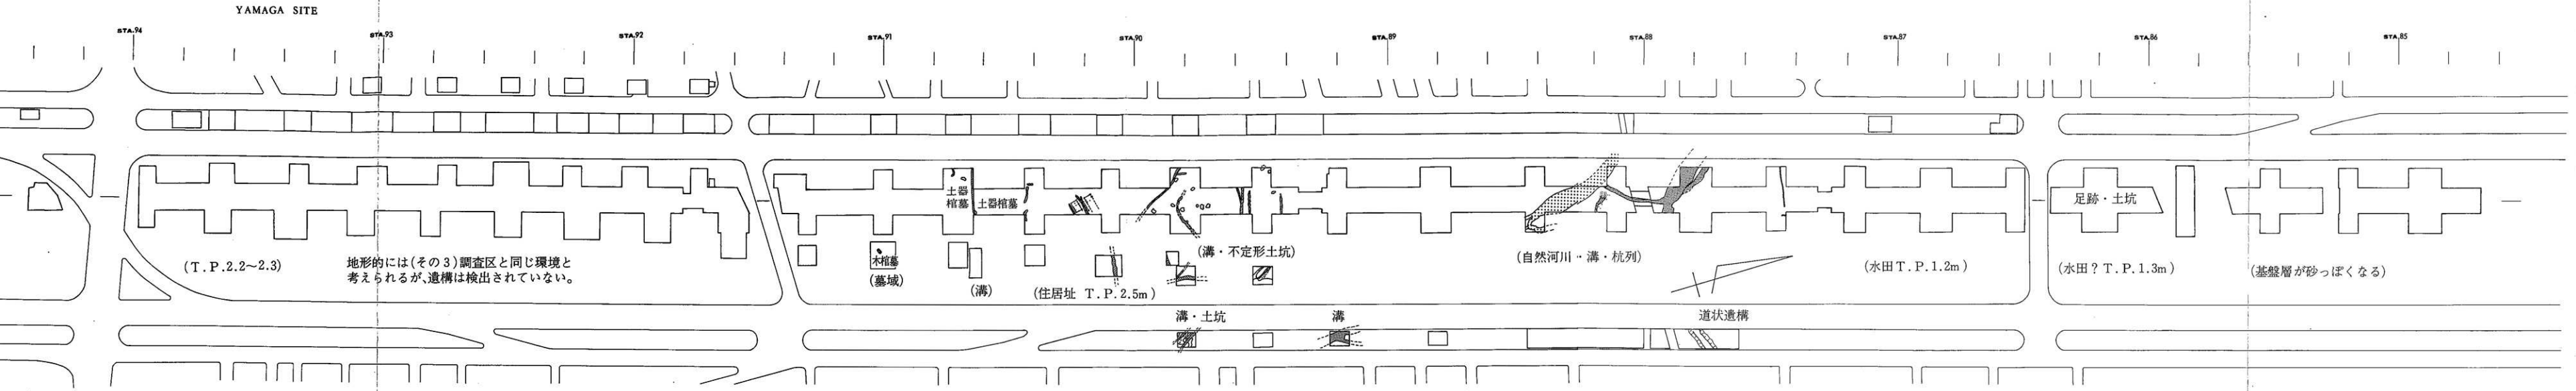 YAMAGA SITE
STA.94
STA.93
STA.92
STA.91
STA.90
STA.89
STA.88
STA.87
STA.86
STA.85
土器
棺墓
土器棺墓
足跡・土坑
木棺墓
(墓域)
(溝)
(溝・不定形土坑)
(住居址 T.P.2.5m)
(自然河川・溝・杭列)
(水田T.P.1.2m)
(水田?T.P.1.3m)
(基盤層が砂っぽくなる)
(T.P.2.2〜2.3)
地形的には(その3)調査区と同じ環境と
考えられるが、遺構は検出されていない。
溝・土坑
溝
道状遺構